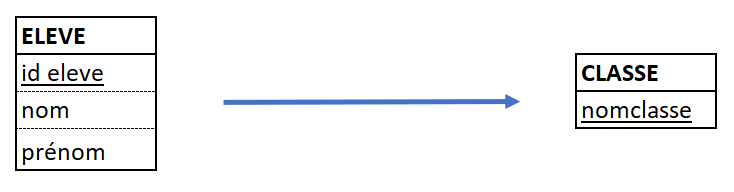 ELEVE
id eleve
nom
prénom
CLASSE
nomclasse